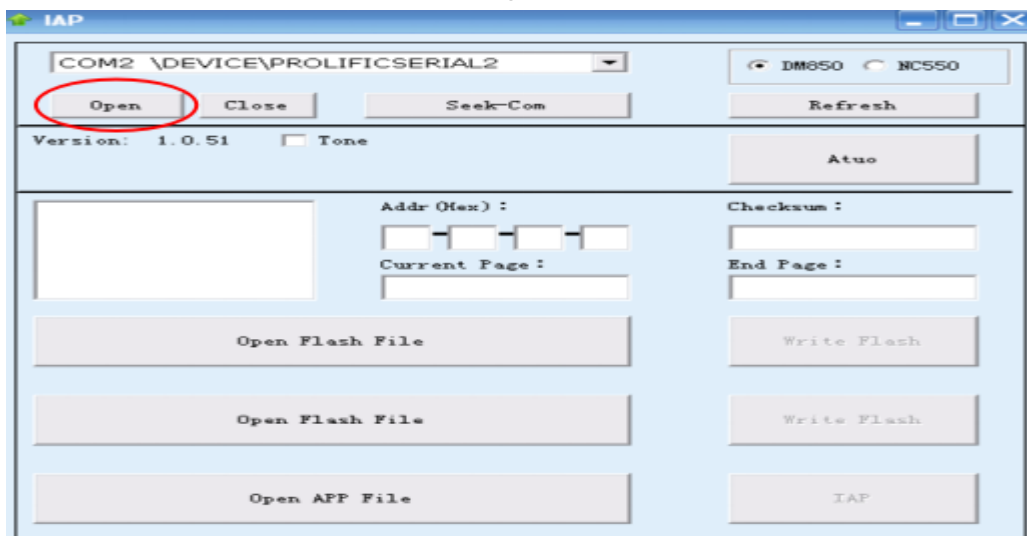 IAP
COM2 \DEVICE\PROLIFICSERIAL2
DM850 NC550
Open Close Seek-Com Refresh
Version: 1.0.51 Tone
Atuo
Addr(Hex): Checksum:
- - -
Current Page: End Page:
Open Flash File Write Flash
Open Flash File Write Flash
Open APP File IAP